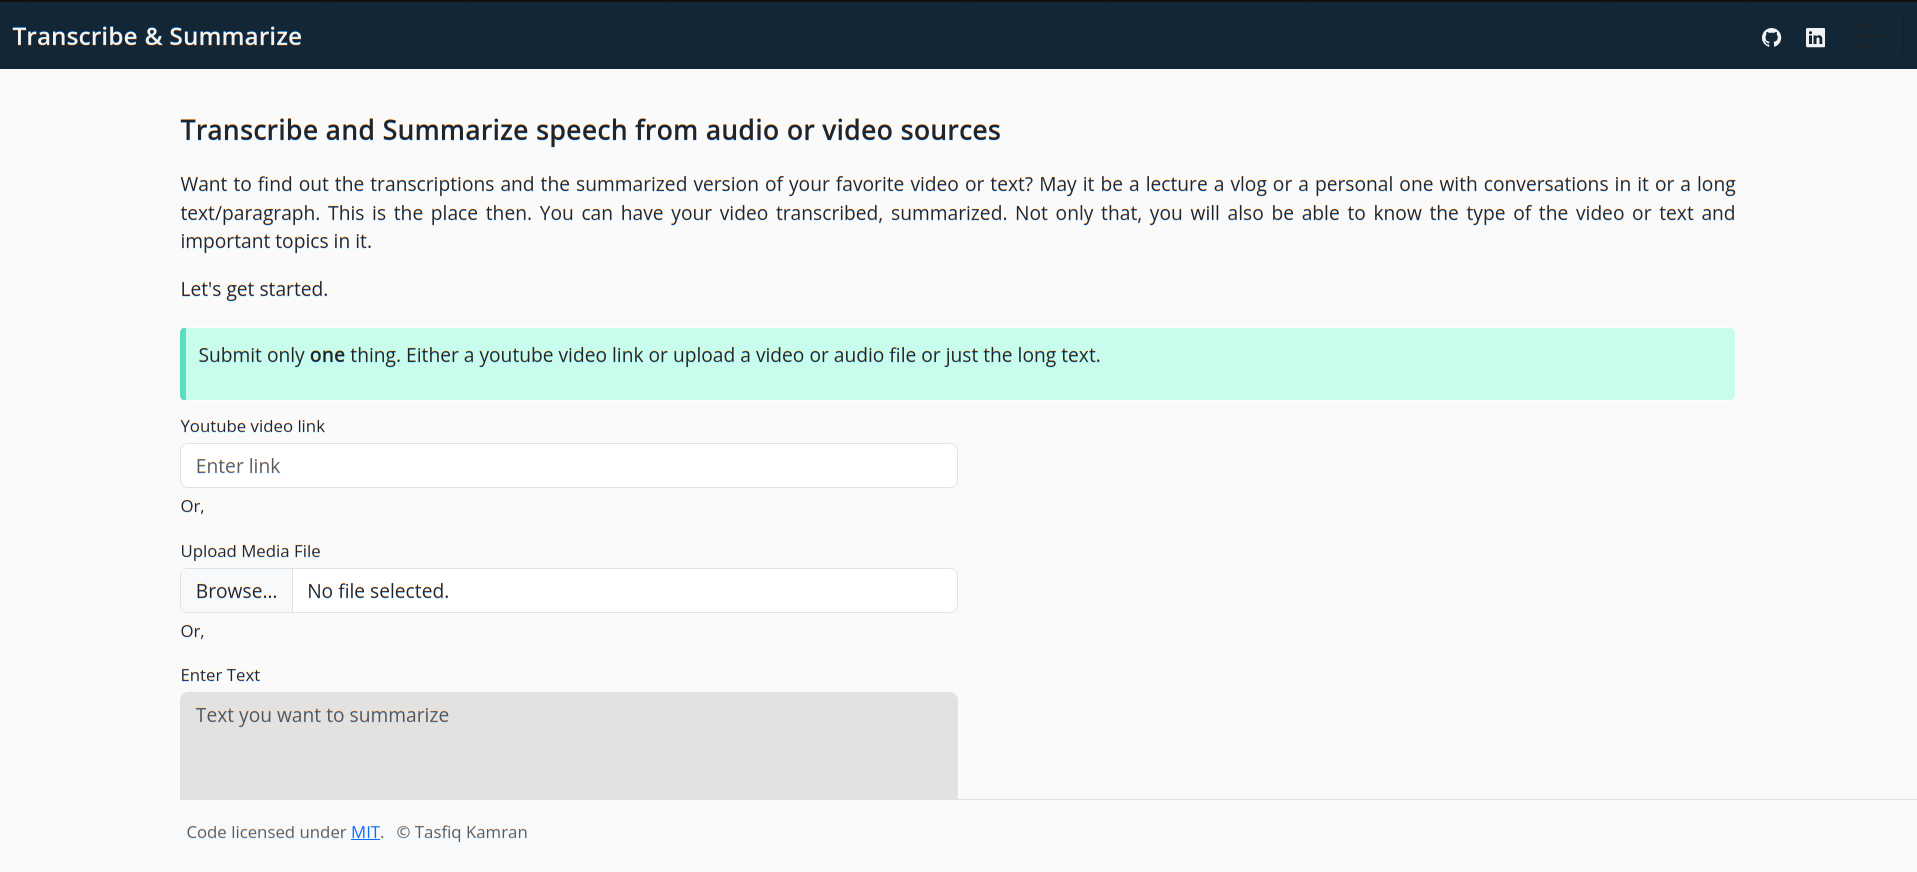 Transcribe & Summarize
Transcribe and Summarize speech from audio or video sources
Want to find out the transcriptions and the summarized version of your favorite video or text? May it be a lecture a vlog or a personal one with conversations in it or a long
text/paragraph. This is the place then. You can have your video transcribed, summarized. Not only that, you will also be able to know the type of the video or text and
important topics in it.
Let's get started.
Submit only one thing. Either a youtube video link or upload a video or audio file or just the long text.
Youtube video link
Enter link
Or,
Upload Media File
Browse... No file selected.
Or,
Enter Text
Text you want to summarize
Code licensed under MIT. © Tasfiq Kamran